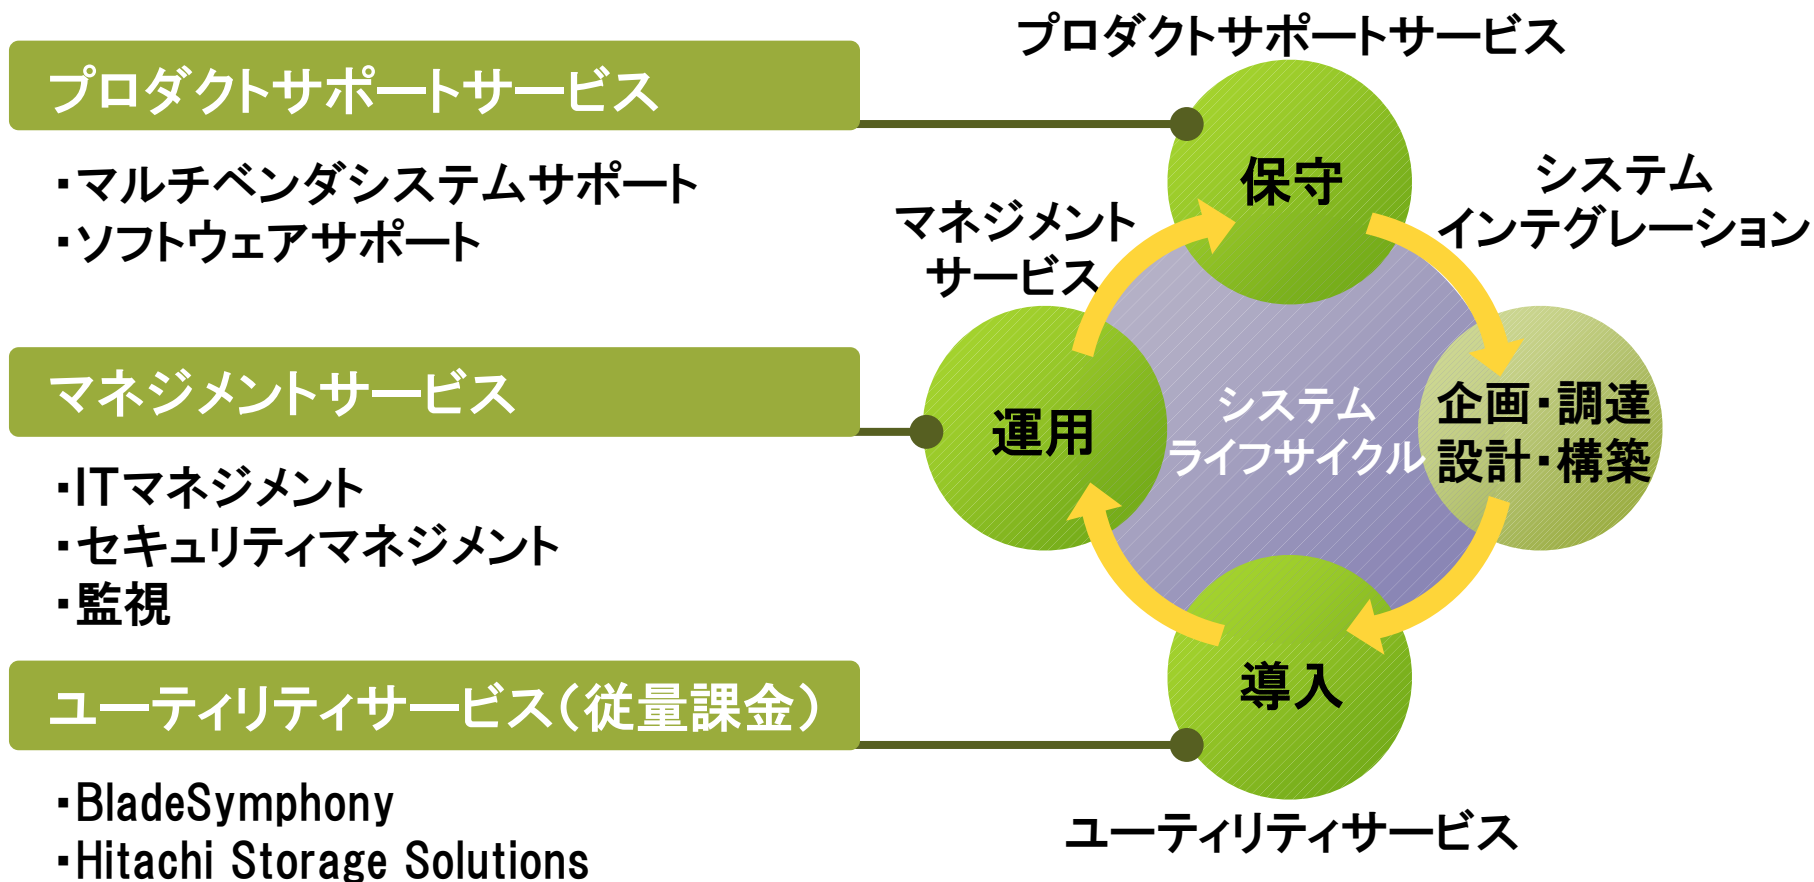 プロダクトサポートサービス
・マルチベンダシステムサポート
・ソフトウェアサポート
マネジメントサービス
・ITマネジメント
・セキュリティマネジメント
・監視
ユーティリティサービス（従量課金）
・BladeSymphony
・Hitachi Storage Solutions
プロダクトサポートサービス
保守
システム
インテグレーション
マネジメント
サービス
運用
システム
ライフサイクル
企画・調達
設計・構築
導入
ユーティリティサービス